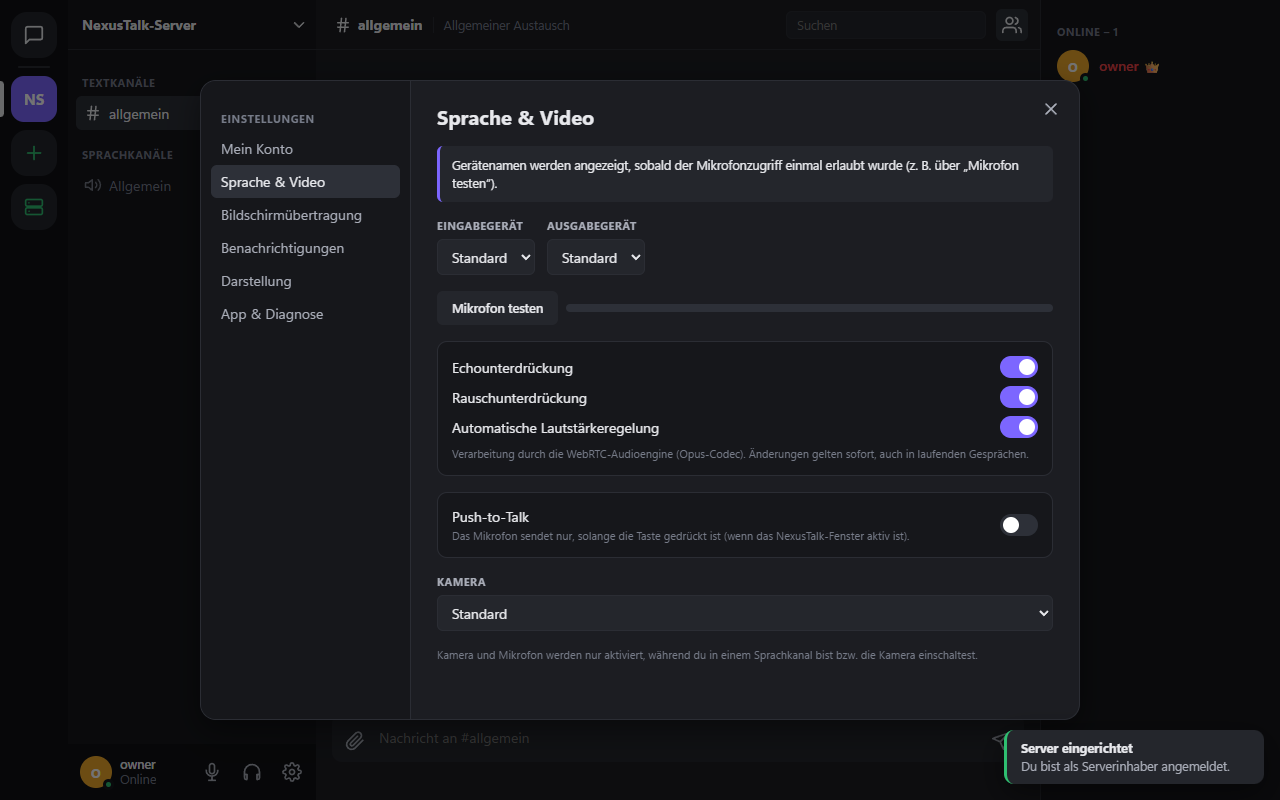 NexusTalk-Server
# allgemein
Allgemeiner Austausch
Suchen
ONLINE – 1
o
owner
NS
TEXTKANÄLE
# allgemein
SPRACHKANÄLE
Allgemein
EINSTELLUNGEN
Mein Konto
Sprache & Video
Bildschirmübertragung
Benachrichtigungen
Darstellung
App & Diagnose
Sprache & Video
Gerätenamen werden angezeigt, sobald der Mikrofonzugriff einmal erlaubt wurde (z. B. über „Mikrofon
testen“).
EINGABEGERÄT
AUSGABEGERÄT
Standard
Standard
Mikrofon testen
Echounterdrückung
Rauschunterdrückung
Automatische Lautstärkeregelung
Verarbeitung durch die WebRTC-Audioengine (Opus-Codec). Änderungen gelten sofort, auch in laufenden Gesprächen.
Push-to-Talk
Das Mikrofon sendet nur, solange die Taste gedrückt ist (wenn das NexusTalk-Fenster aktiv ist).
KAMERA
Standard
Kamera und Mikrofon werden nur aktiviert, während du in einem Sprachkanal bist bzw. die Kamera einschaltest.
Nachricht an #allgemein
o
owner
Online
Server eingerichtet
Du bist als Serverinhaber angemeldet.